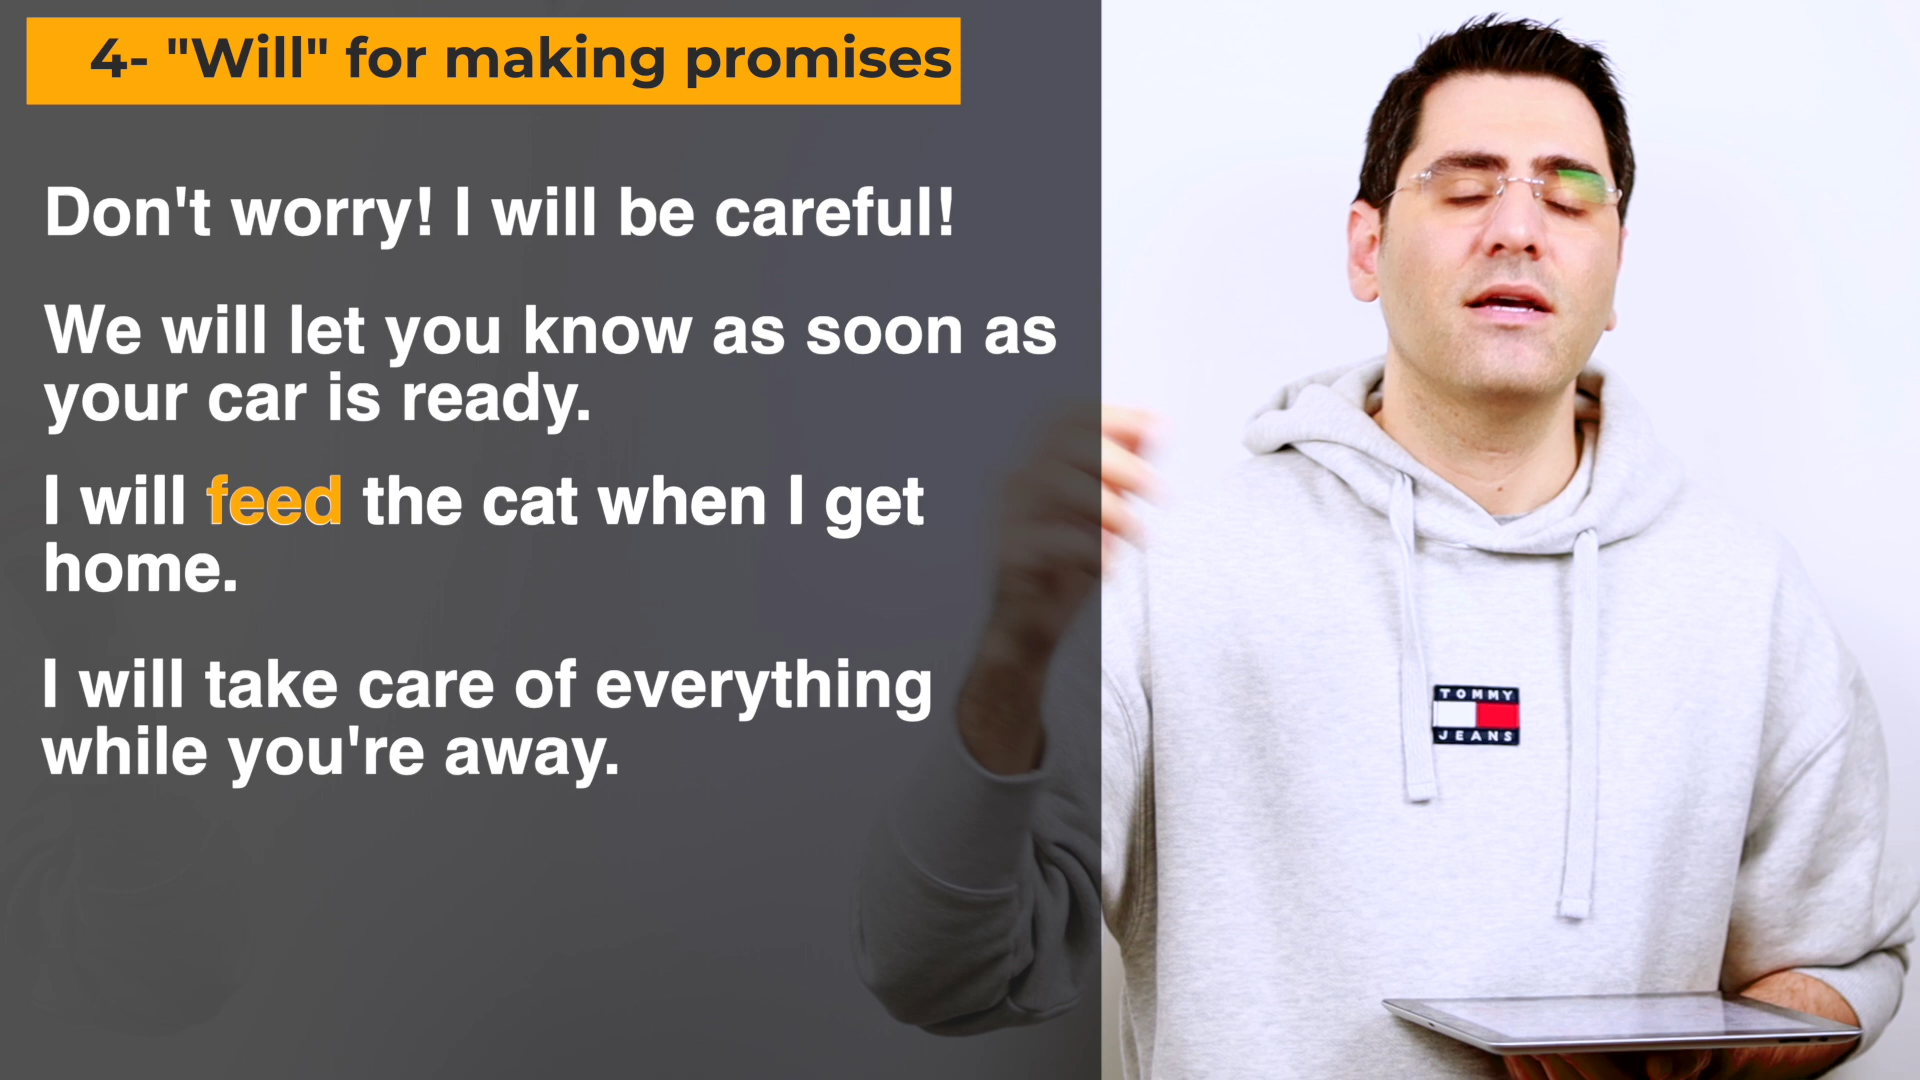 4- "Will" for making promises
Don't worry! I will be careful!
We will let you know as soon as
your car is ready.
I will feed the cat when I get
home.
I will take care of everything
while you're away.
TOMMY
JEANS